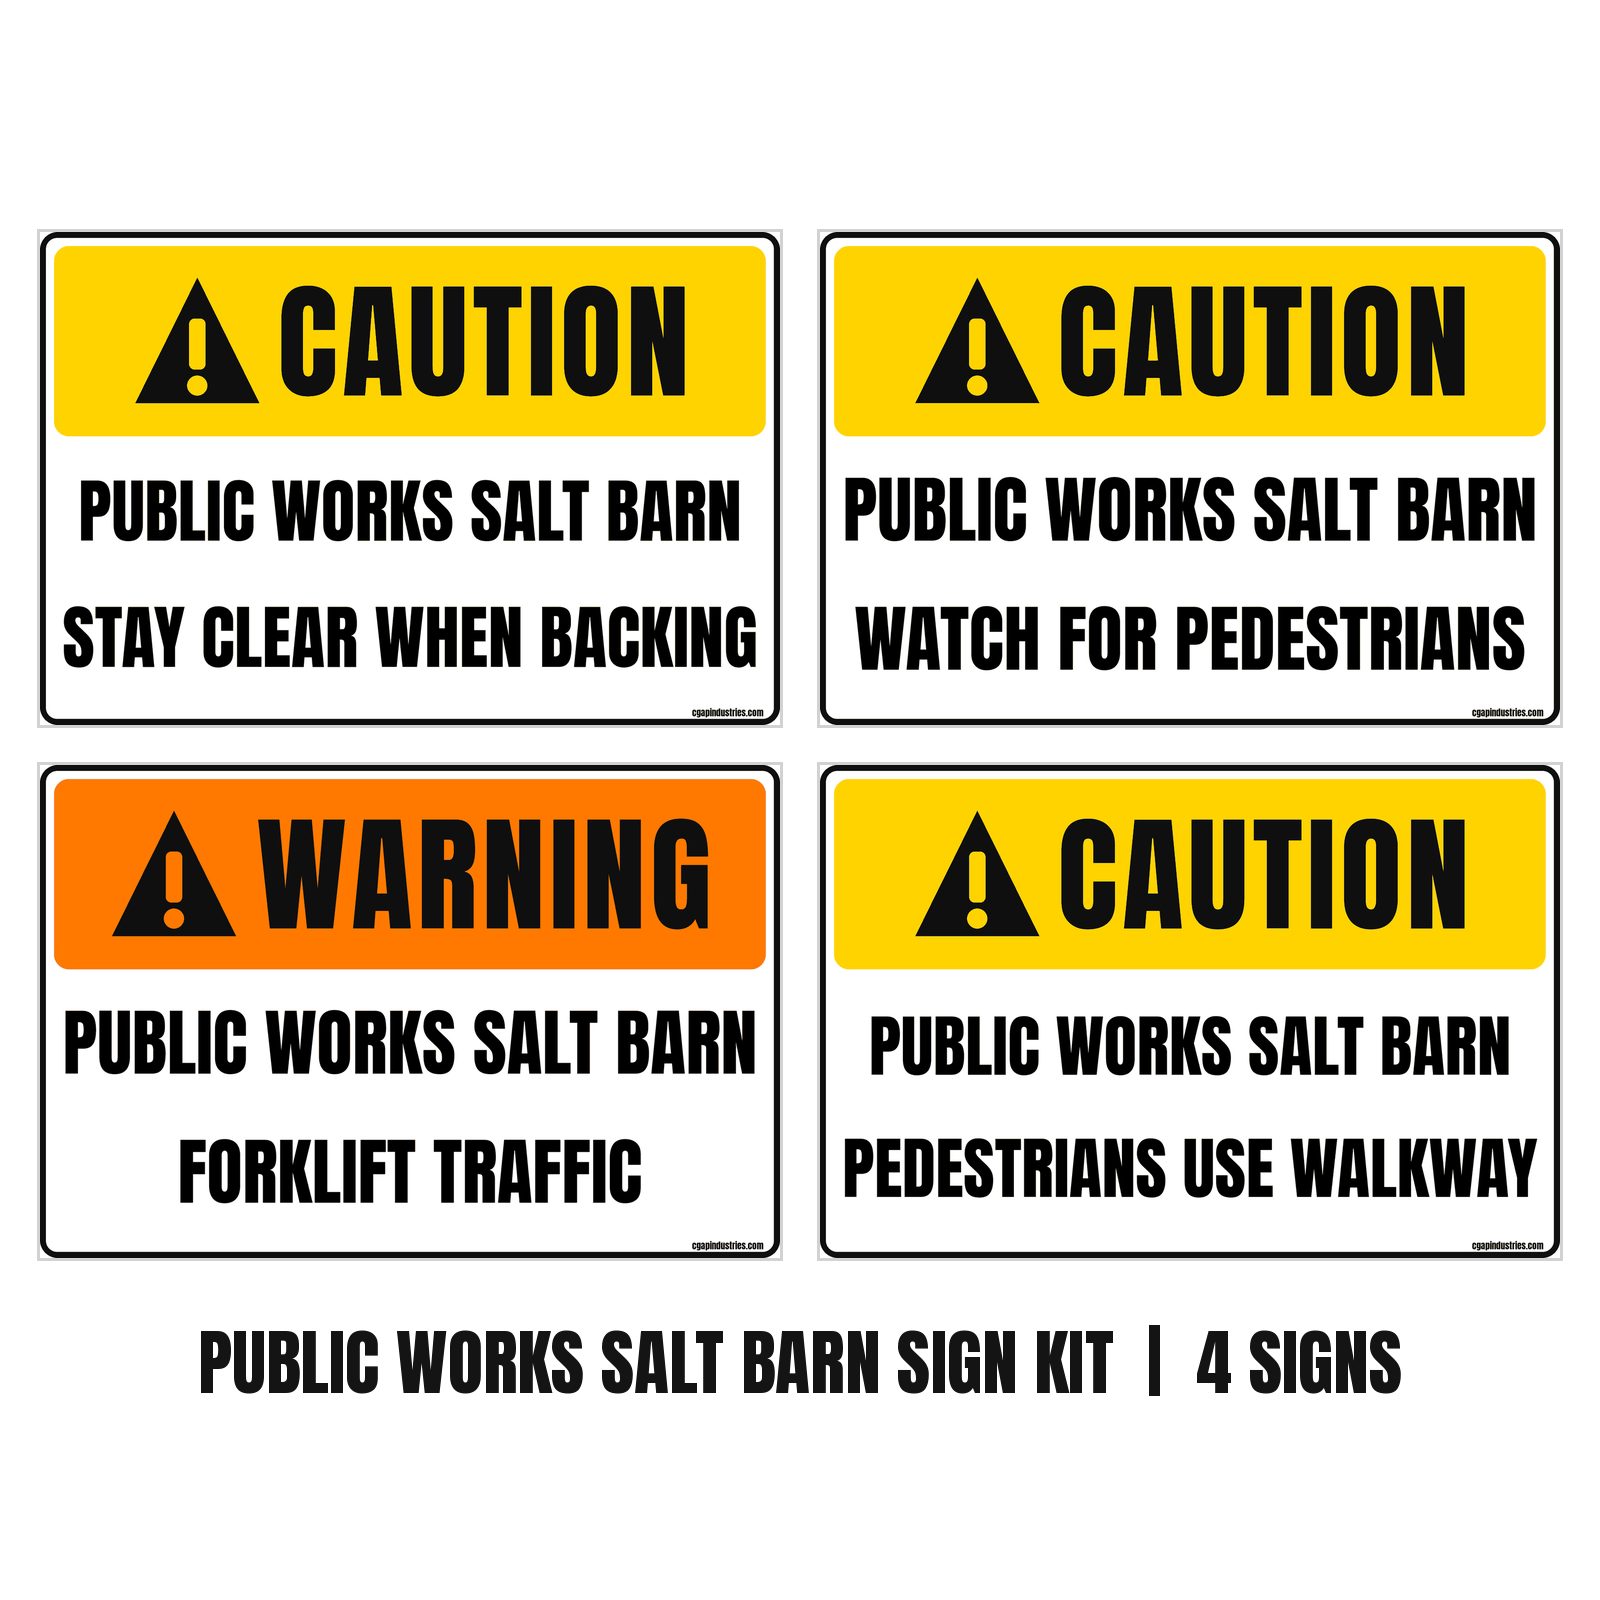 CAUTION
PUBLIC WORKS SALT BARN
STAY CLEAR WHEN BACKING
cgapindustries.com
CAUTION
PUBLIC WORKS SALT BARN
WATCH FOR PEDESTRIANS
cgapindustries.com
WARNING
PUBLIC WORKS SALT BARN
FORKLIFT TRAFFIC
cgapindustries.com
CAUTION
PUBLIC WORKS SALT BARN
PEDESTRIANS USE WALKWAY
cgapindustries.com
PUBLIC WORKS SALT BARN SIGN KIT | 4 SIGNS